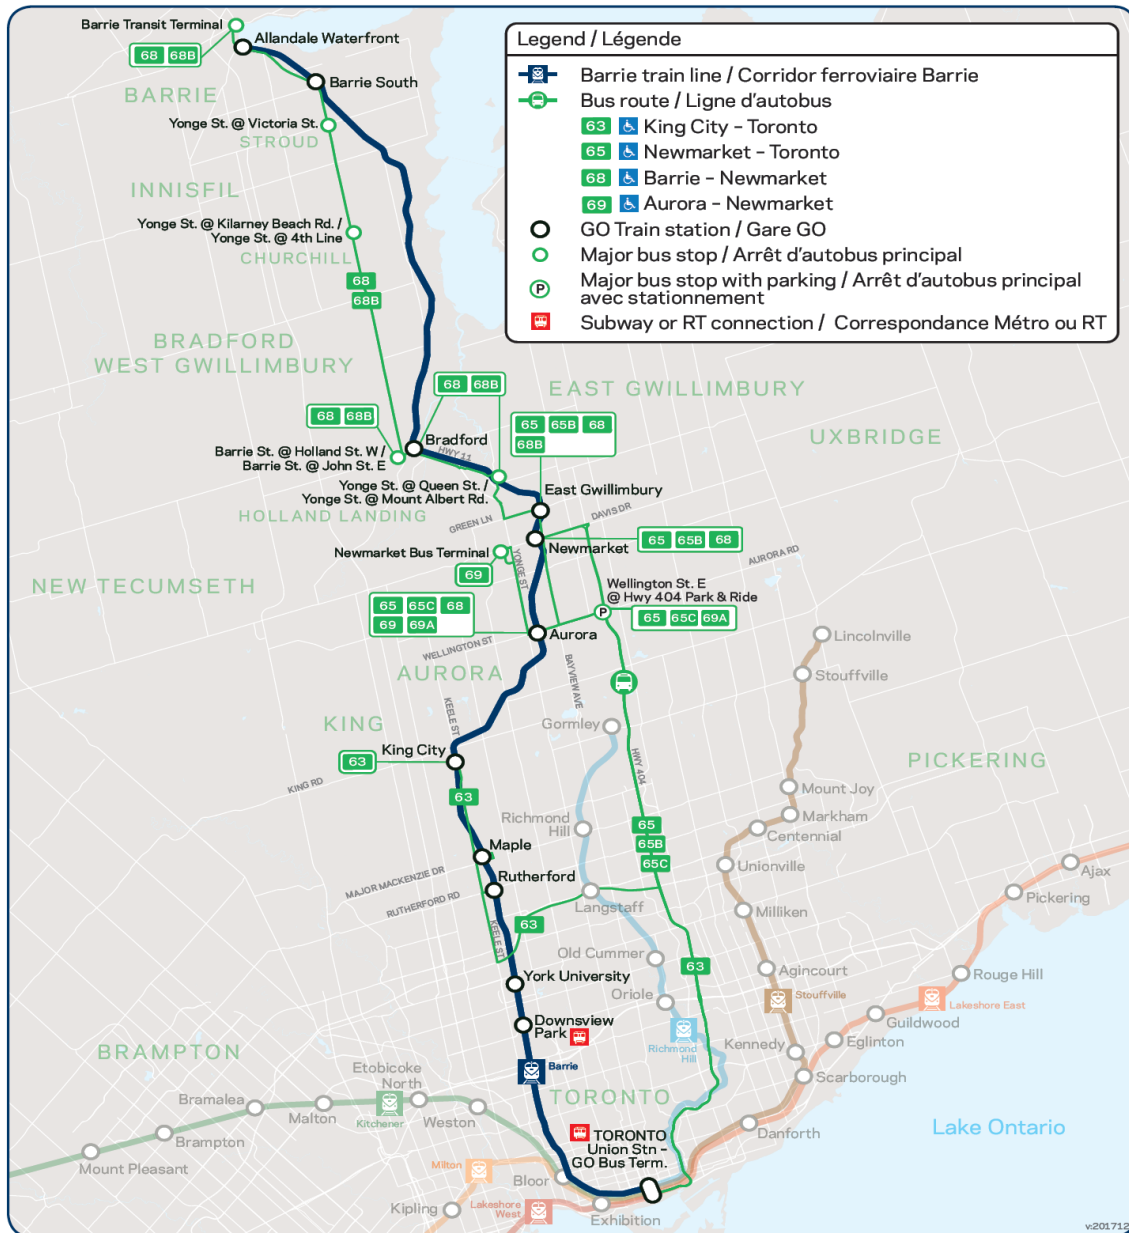 Barrie Transit Terminal
Allandale Waterfront
68 68B
Barrie South
BARRIE
Yonge St. @ Victoria St.
STROUD
INNISFIL
Yonge St. @ Kilarney Beach Rd. /
Yonge St. @ 4th Line
CHURCHILL
68
68B
Legend / Légende
Barrie train line / Corridor ferroviaire Barrie
Bus route / Ligne d'autobus
63 King City - Toronto
65 Newmarket - Toronto
68 Barrie - Newmarket
69 Aurora - Newmarket
GO Train station / Gare GO
Major bus stop / Arrêt d'autobus principal
P Major bus stop with parking / Arrêt d'autobus principal
avec stationnement
Subway or RT connection / Correspondance Métro ou RT
BRADFORD
WEST GWILLIMBURY
EAST GWILLIMBURY
UXBRIDGE
68 68B
68 68B
65 65B 68
68B
Bradford
HWY 11
Barrie St. @ Holland St. W /
Barrie St. @ John St. E
Yonge St. @ Queen St. /
Yonge St. @ Mount Albert Rd.
East Gwillimbury
HOLLAND LANDING
GREEN LN
DAVIS DR
Newmarket Bus Terminal
Newmarket
65 65B 68
YONGE ST
AURORA RD
69
NEW TECUMSETH
Wellington St. E
@ Hwy 404 Park & Ride
P
65 65C 69A
65 65C 68
69 69A
Aurora
WELLINGTON ST
AURORA
BAYVIEW AVE
Lincolnville
Stouffville
KEELE ST
KING
Gormley
King City
63
KING RD
HWY 404
PICKERING
63
Mount Joy
Richmond
Hill
65
65B
65C
Markham
Centennial
Maple
Unionville
Ajax
MAJOR MACKENZIE DR
Rutherford
RUTHERFORD RD
Langstaff
Pickering
KEELE ST
63
Milliken
Old Cummer
63
York University
Agincourt
Rouge Hill
Oriole
Stouffville
Lakeshore East
Downsview
Park
Guildwood
Richmond
Hill
Kennedy
Eglinton
BRAMPTON
Barrie
Etobicoke
North
Scarborough
TORONTO
Bramalea
Malton
Kitchener
Weston
Danforth
Lake Ontario
Brampton
TORONTO
Union Stn -
GO Bus Term.
Mount Pleasant
Milton
Bloor
Kipling
Lakeshore
West
Exhibition
v:201712